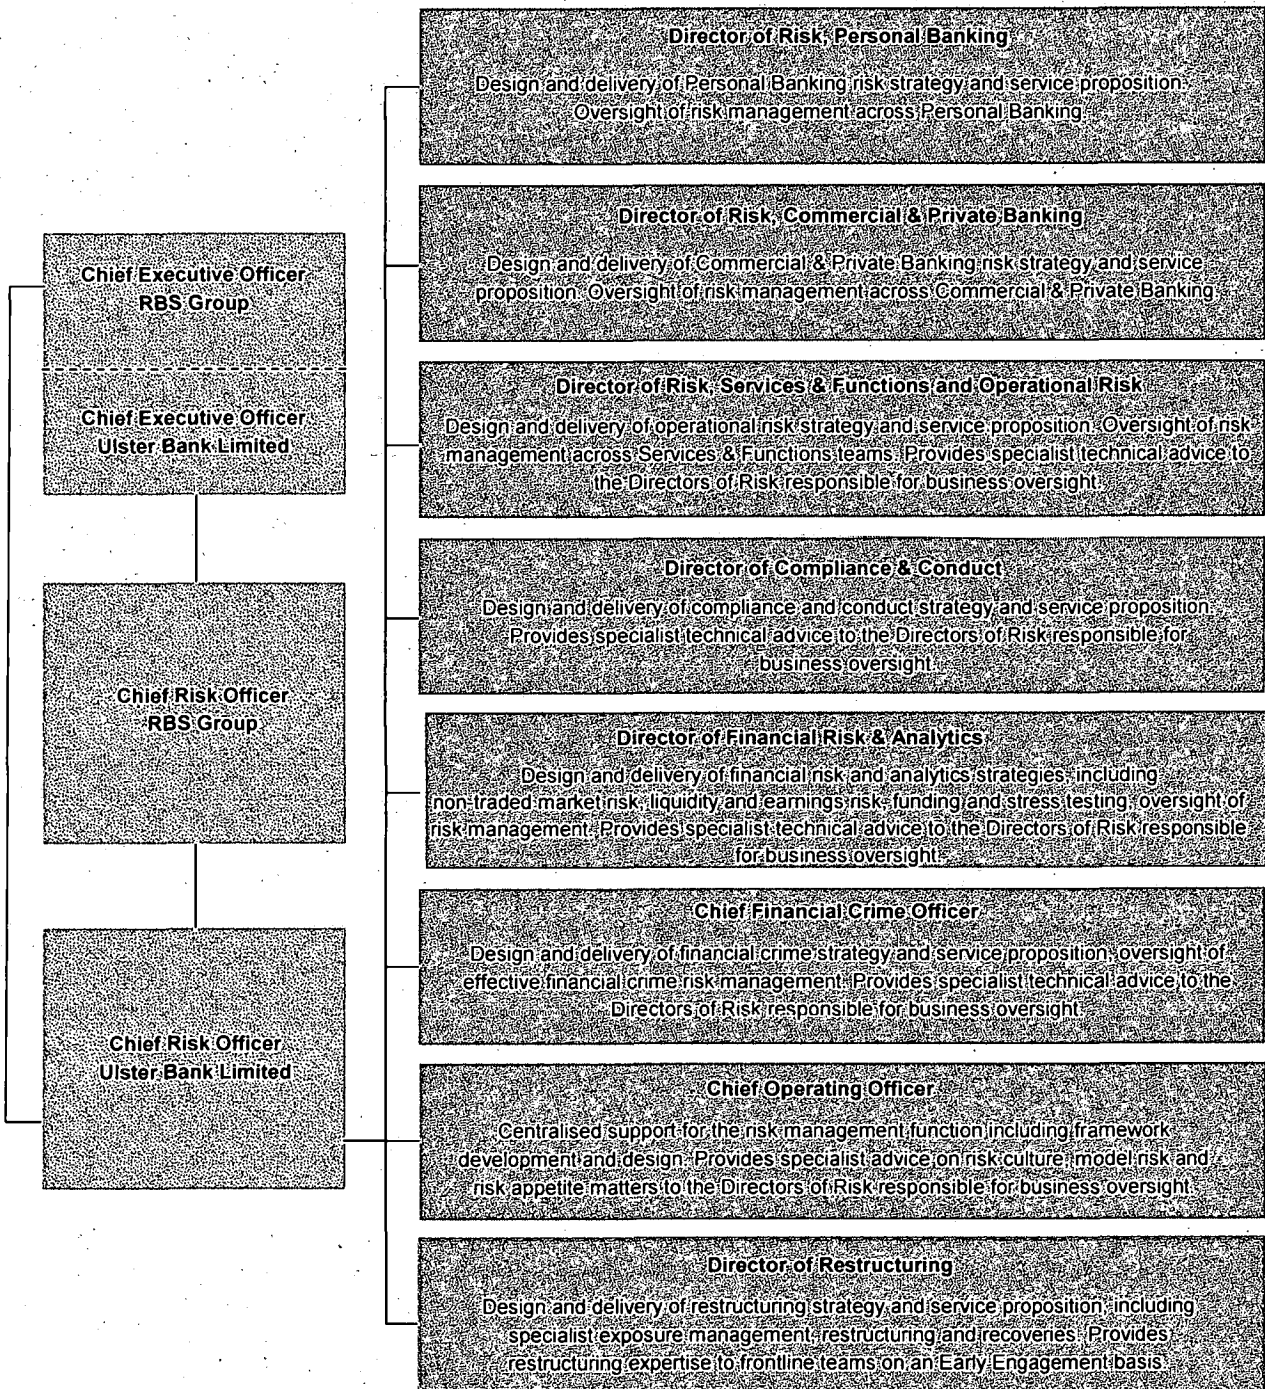 Chief Executive Officer
RBS Group
Chief Executive Officer
Ulster Bank Limited
Chief Risk Officer
RBS Group
Chief Risk Officer
Ulster Bank Limited
Director of Risk, Personal Banking
Design and delivery of Personal Banking risk strategy and service proposition.
Oversight of risk management across Personal Banking.
Director of Risk, Commercial & Private Banking
Design and delivery of Commercial & Private Banking risk strategy and service
proposition. Oversight of risk management across Commercial & Private Banking
Director of Risk, Services & Functions and Operational Risk
Design and delivery of operational risk strategy and service proposition. Oversight of risk
management across Services & Functions teams. Provides specialist technical advice to
the Directors of Risk responsible for business oversight.
Director of Compliance & Conduct
Design and delivery of compliance and conduct strategy and service proposition.
Provides specialist technical advice to the Directors of Risk responsible for
business oversight.
Director of Financial Risk & Analytics
Design and delivery of financial risk and analytics strategies, including
non-traded market risk, liquidity and earnings risk, funding and stress testing, oversight of
risk management. Provides specialist technical advice to the Directors of Risk responsible
for business oversight.
Chief Financial Crime Officer
Design and delivery of financial crime strategy and service proposition, oversight of
effective financial crime risk management. Provides specialist technical advice to the
Directors of Risk responsible for business oversight.
Chief Operating Officer
Centralised support for the risk management function including framework
development and design. Provides specialist advice on risk culture, model risk and
risk appetite matters to the Directors of Risk responsible for business oversight
Director of Restructuring
Design and delivery of restructuring strategy and service proposition, including
specialist exposure management, restructuring and recoveries. Provides
restructuring expertise to frontline teams on an Early Engagement basis.